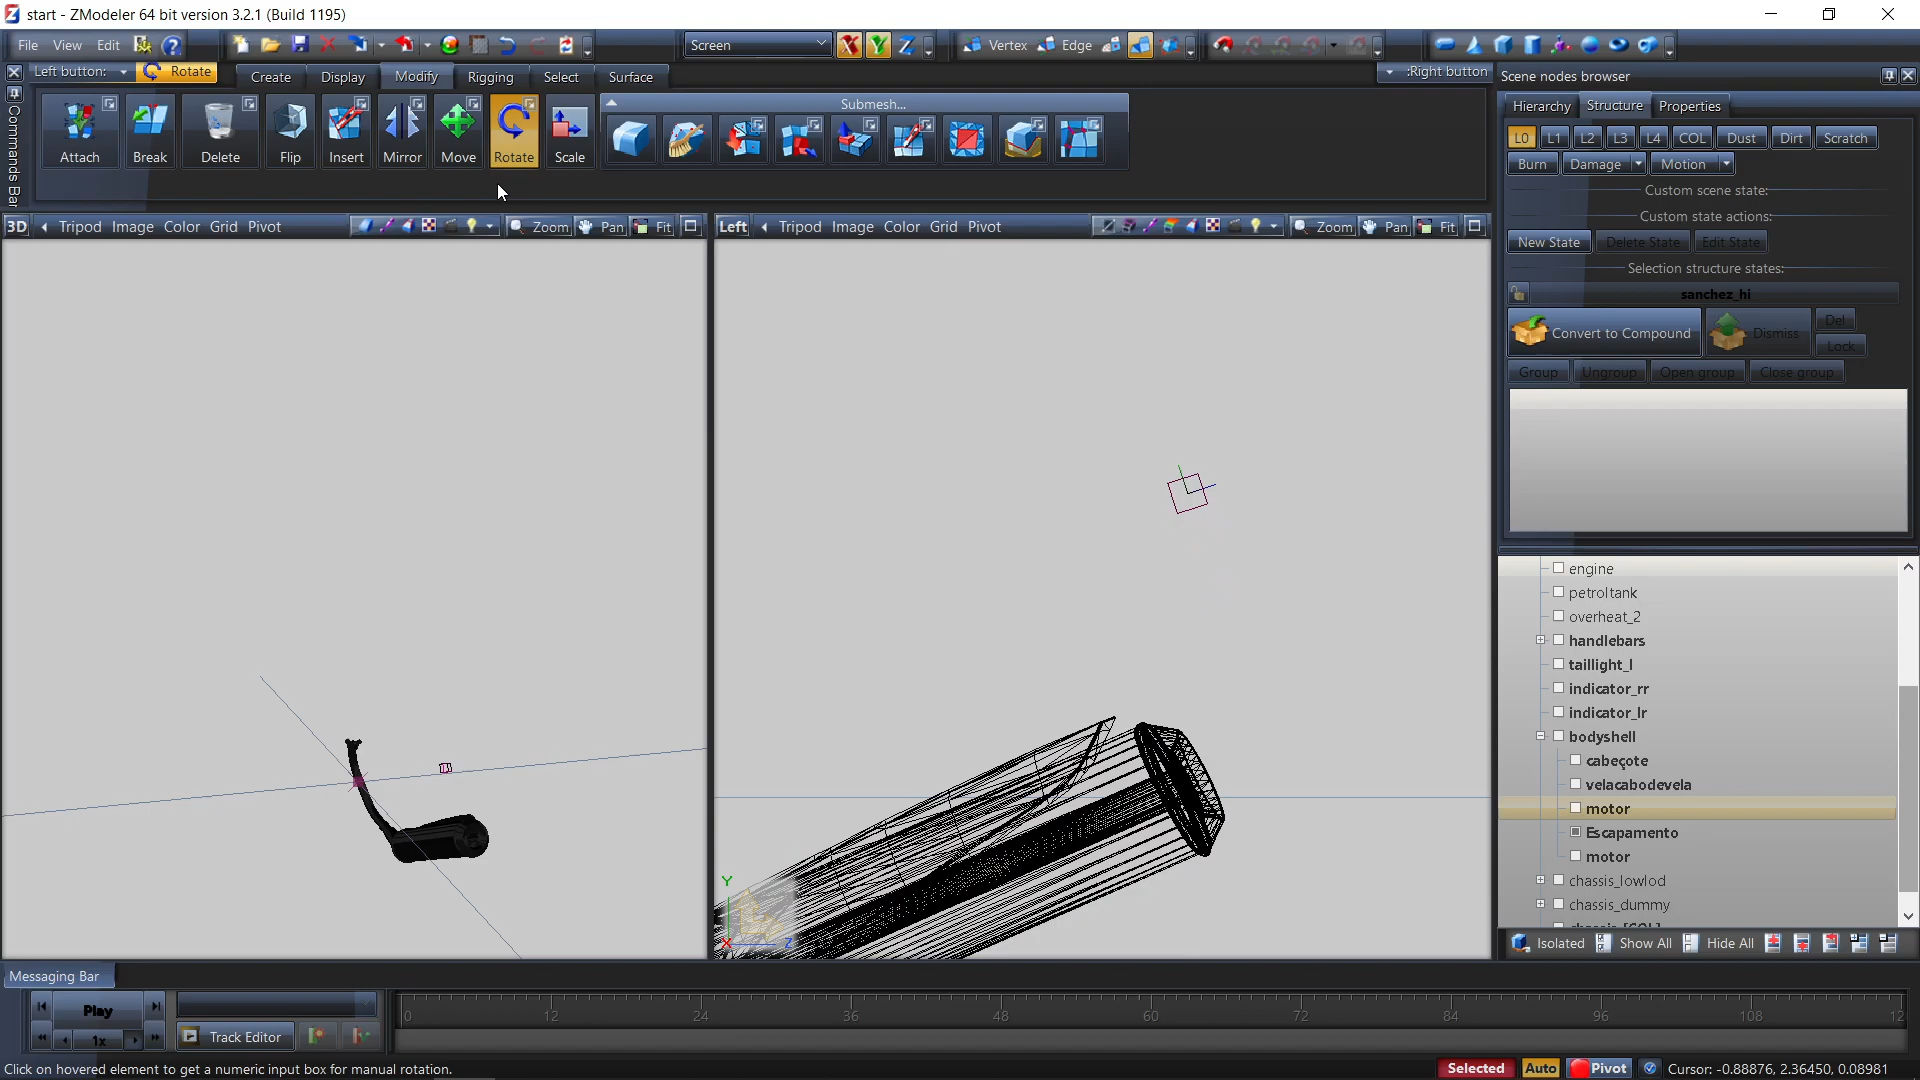 start - ZModeler 64 bit version 3.2.1 (Build 1195)
File View Edit
Screen
Vertex Edge
Left button: Rotate
Create Display Modify Rigging Select Surface
:Right button
Scene nodes browser
Commands Bar
Attach Break Delete Flip Insert Mirror Move Rotate Scale
Submesh...
Hierarchy Structure Properties
L0 L1 L2 L3 L4 COL Dust Dirt Scratch
Burn Damage Motion
Custom scene state:
Custom state actions:
New State Delete State Edit State
Selection structure states:
sanchez_hi
Convert to Compound Dismiss Del
Lock
Group Ungroup Open group Close group
3D Tripod Image Color Grid Pivot Zoom Pan Fit
Left Tripod Image Color Grid Pivot Zoom Pan Fit
Y
X Z
engine
petroltank
overheat_2
handlebars
taillight_l
indicator_rr
indicator_lr
bodyshell
cabeçote
velacabodevela
motor
Escapamento
motor
chassis_lowlod
chassis_dummy
Isolated Show All Hide All
Messaging Bar
Play
1x
Track Editor
0 12 24 36 48 60 72 84 96 108 12
Click on hovered element to get a numeric input box for manual rotation.
Selected Auto Pivot Cursor: -0.88876, 2.36450, 0.08981